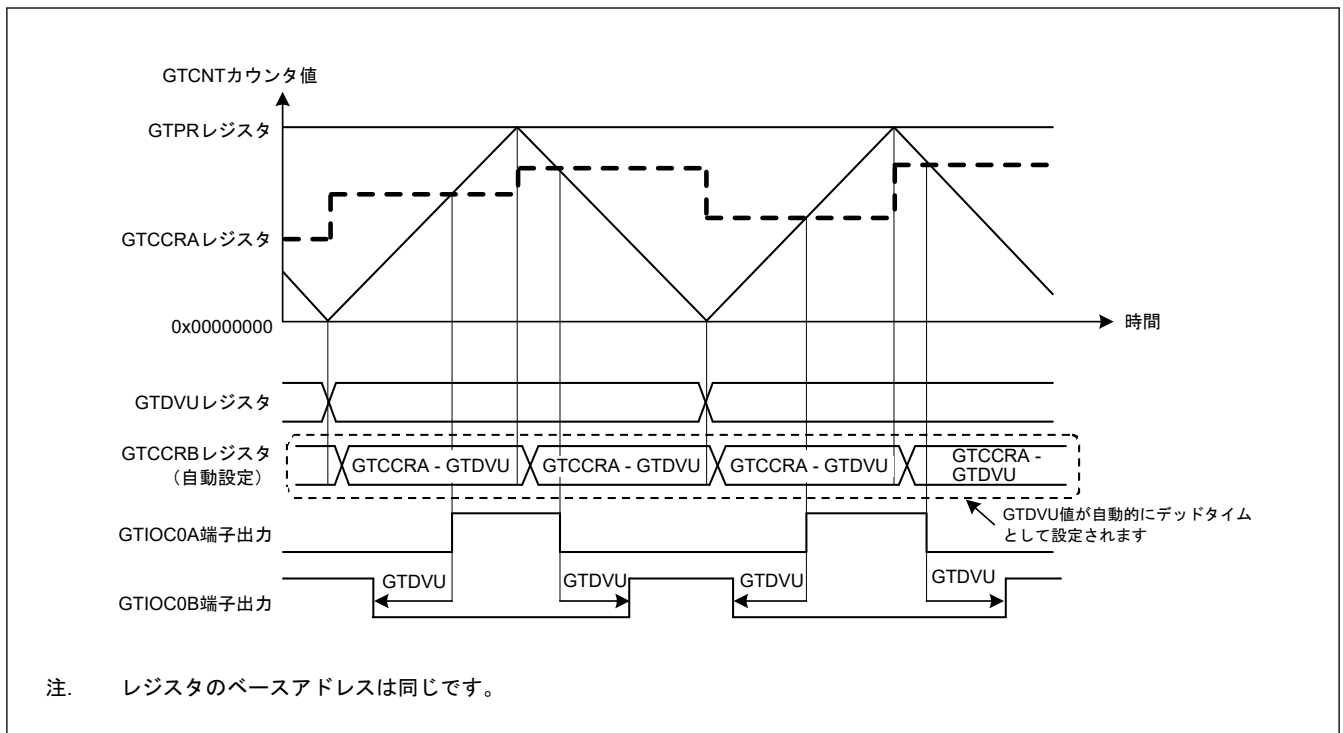 GTCNTカウンタ値
GTPRレジスタ
GTCCRAレジスタ
0x00000000
時間
GTDVUレジスタ
GTCCRBレジスタ
（自動設定）
GTCCRA - GTDVU
GTCCRA - GTDVU
GTCCRA - GTDVU
GTCCRA -
GTDVU
GTDVU値が自動的にデッドタイム
として設定されます
GTIOC0A端子出力
GTDVU
GTDVU
GTDVU
GTDVU
GTIOC0B端子出力
注. レジスタのベースアドレスは同じです。